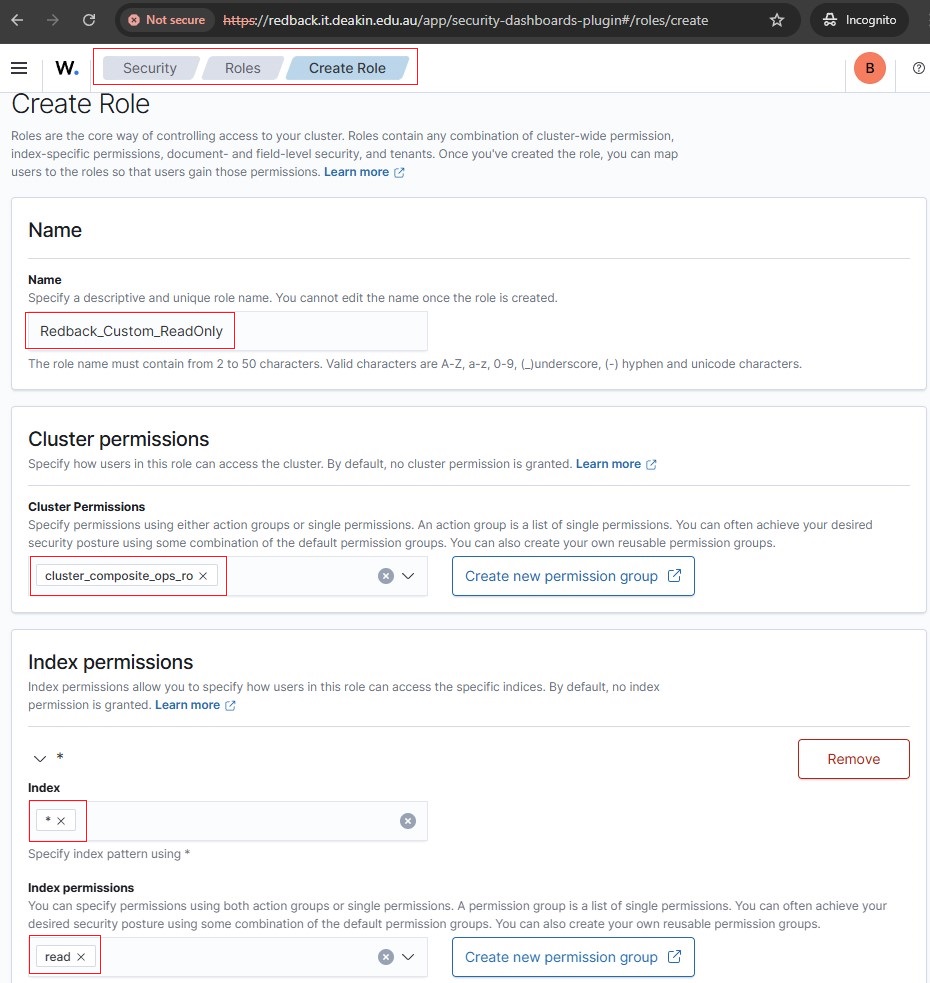 Not secure
https://redback.it.deakin.edu.au/app/security-dashboards-plugin#/roles/create
Incognito
W.
Security
Roles
Create Role
B
Create Role
Roles are the core way of controlling access to your cluster. Roles contain any combination of cluster-wide permission,
index-specific permissions, document- and field-level security, and tenants. Once you've created the role, you can map
users to the roles so that users gain those permissions. Learn more
Name
Name
Specify a descriptive and unique role name. You cannot edit the name once the role is created.
Redback_Custom_ReadOnly
The role name must contain from 2 to 50 characters. Valid characters are A-Z, a-z, 0-9, (_)underscore, (-) hyphen and unicode characters.
Cluster permissions
Specify how users in this role can access the cluster. By default, no cluster permission is granted. Learn more
Cluster Permissions
Specify permissions using either action groups or single permissions. An action group is a list of single permissions. You can often achieve your desired
security posture using some combination of the default permission groups. You can also create your own reusable permission groups.
cluster_composite_ops_ro
Create new permission group
Index permissions
Index permissions allow you to specify how users in this role can access the specific indices. By default, no index
permission is granted. Learn more
*
Remove
Index
*
Specify index pattern using *
Index permissions
You can specify permissions using both action groups or single permissions. A permission group is a list of single permissions. You can often achieve your
desired security posture using some combination of the default permission groups. You can also create your own reusable permission groups.
read
Create new permission group